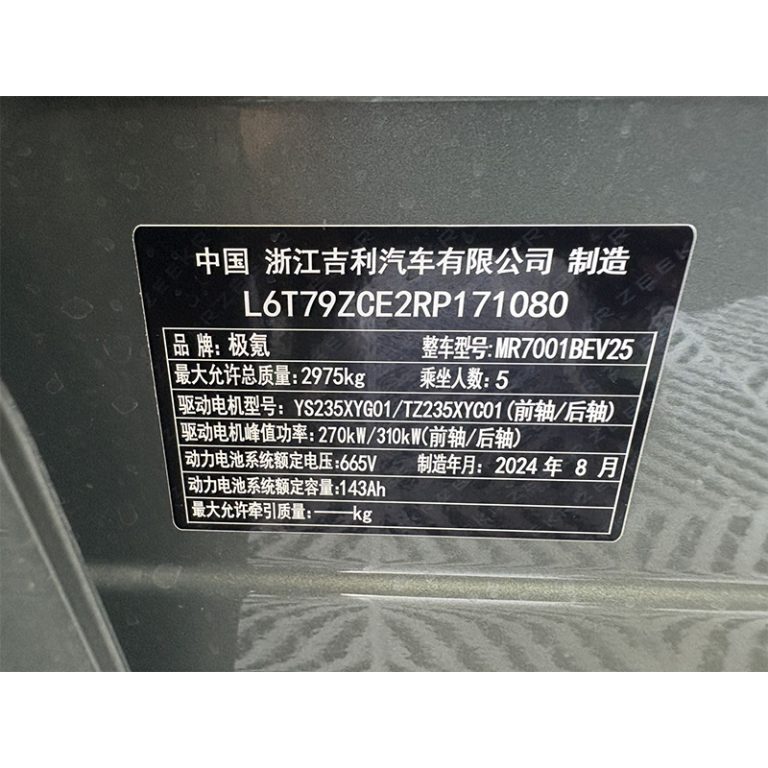 中国 浙江吉利汽车有限公司 制造
L6T79ZCE2RP171080
品牌:极氪 整车型号:MR7001BEV25
最大允许总质量:2975kg 乘坐人数:5
驱动电机型号: YS235XYG01/TZ235XYC01(前轴/后轴)
驱动电机峰值功率:270kW/310kW(前轴/后轴)
动力电池系统额定电压:665V 制造年月: 2024 年 8 月
动力电池系统额定容量:143Ah
最大允许牵引质量:——kg